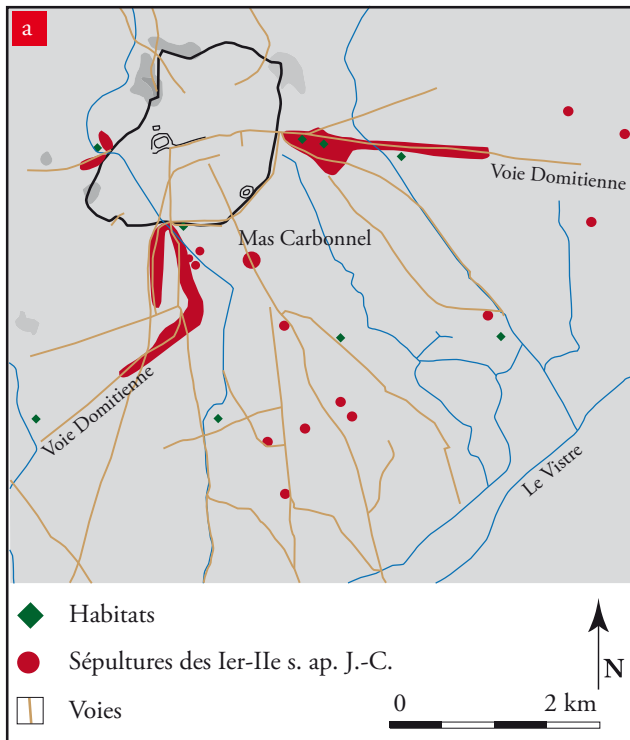 a
Voie Domitienne
Mas Carbonnel
Voie Domitienne
Le Vistre
Habitats
Sépultures des Ier-IIe s. ap. J.-C.
Voies
N
0 2 km